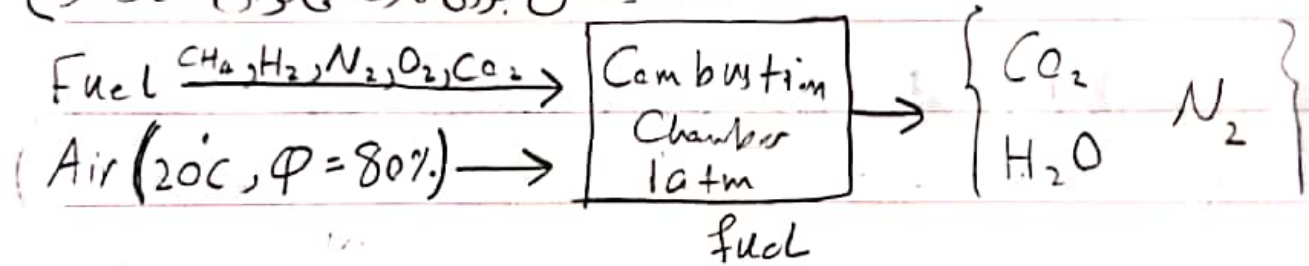 Fuel CH4, H2, N2, O2, CO2 → Combustion → { CO2 N2 }
Air (20°C, φ = 80%) → Chamber H2O
1atm
fuel